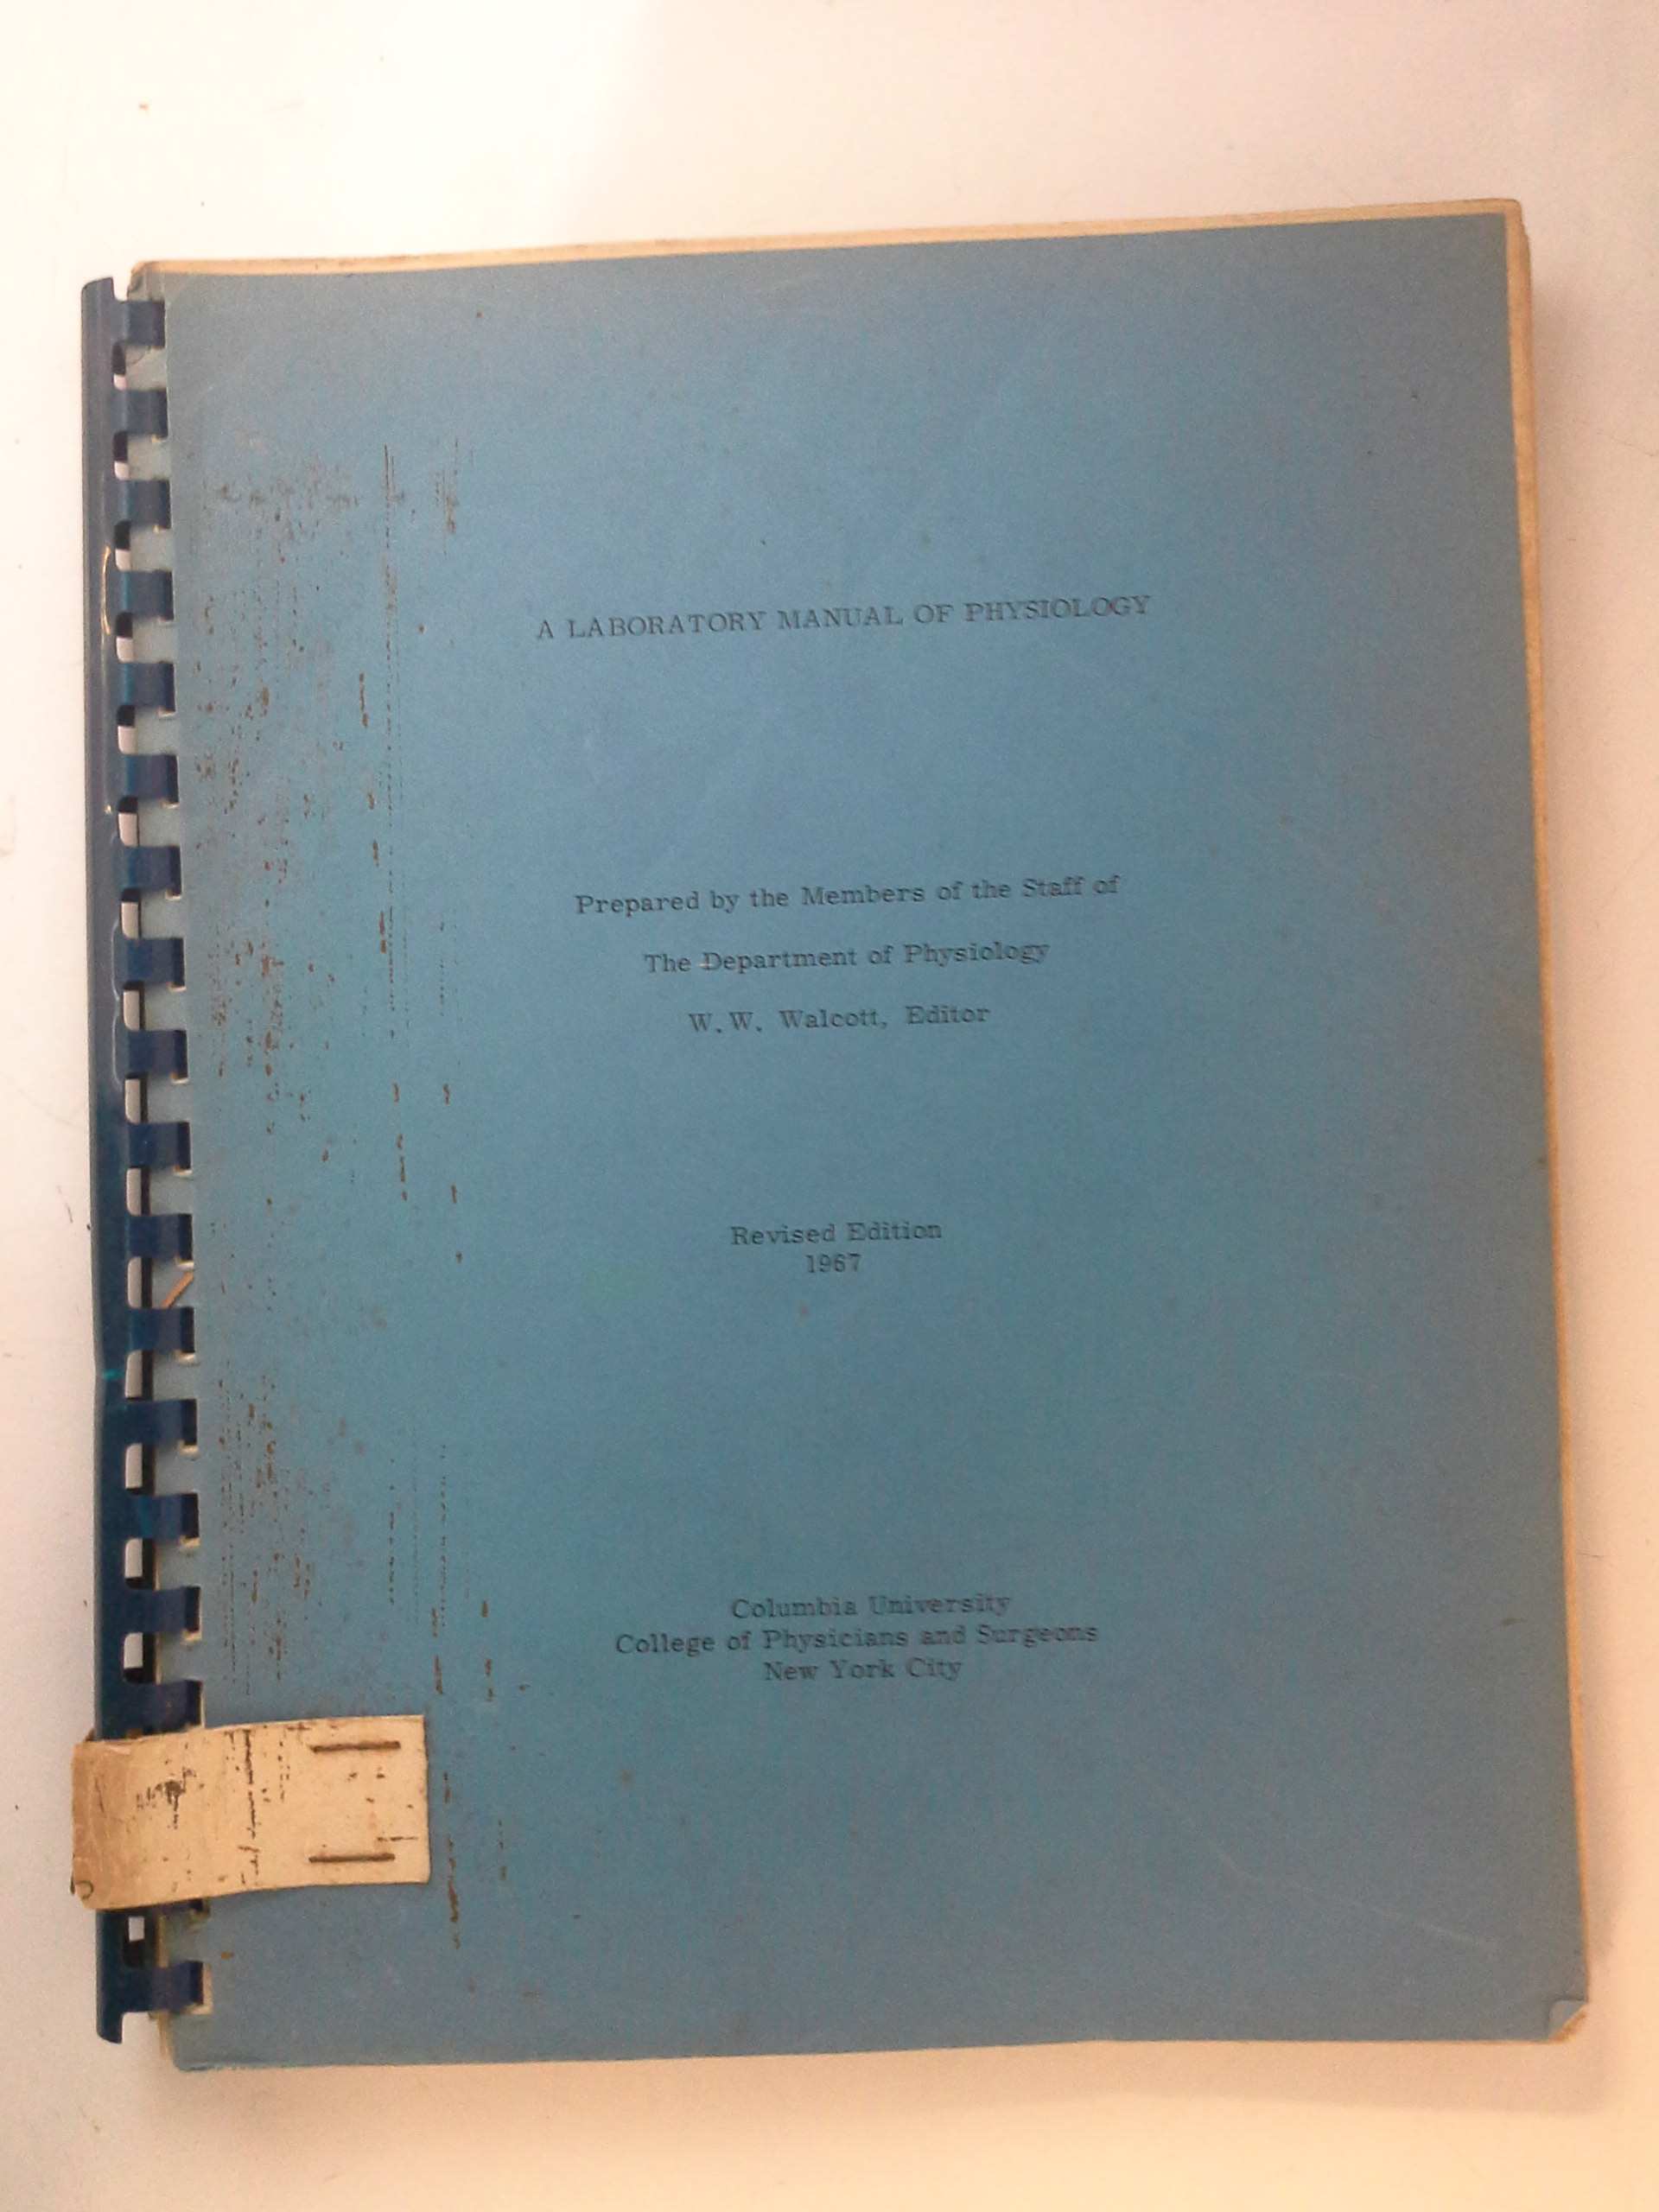 A LABORATORY MANUAL OF PHYSIOLOGY
Prepared by the Members of the Staff of
The Department of Physiology
W. W. Walcott, Editor
Revised Edition
1967
Columbia University
College of Physicians and Surgeons
New York City